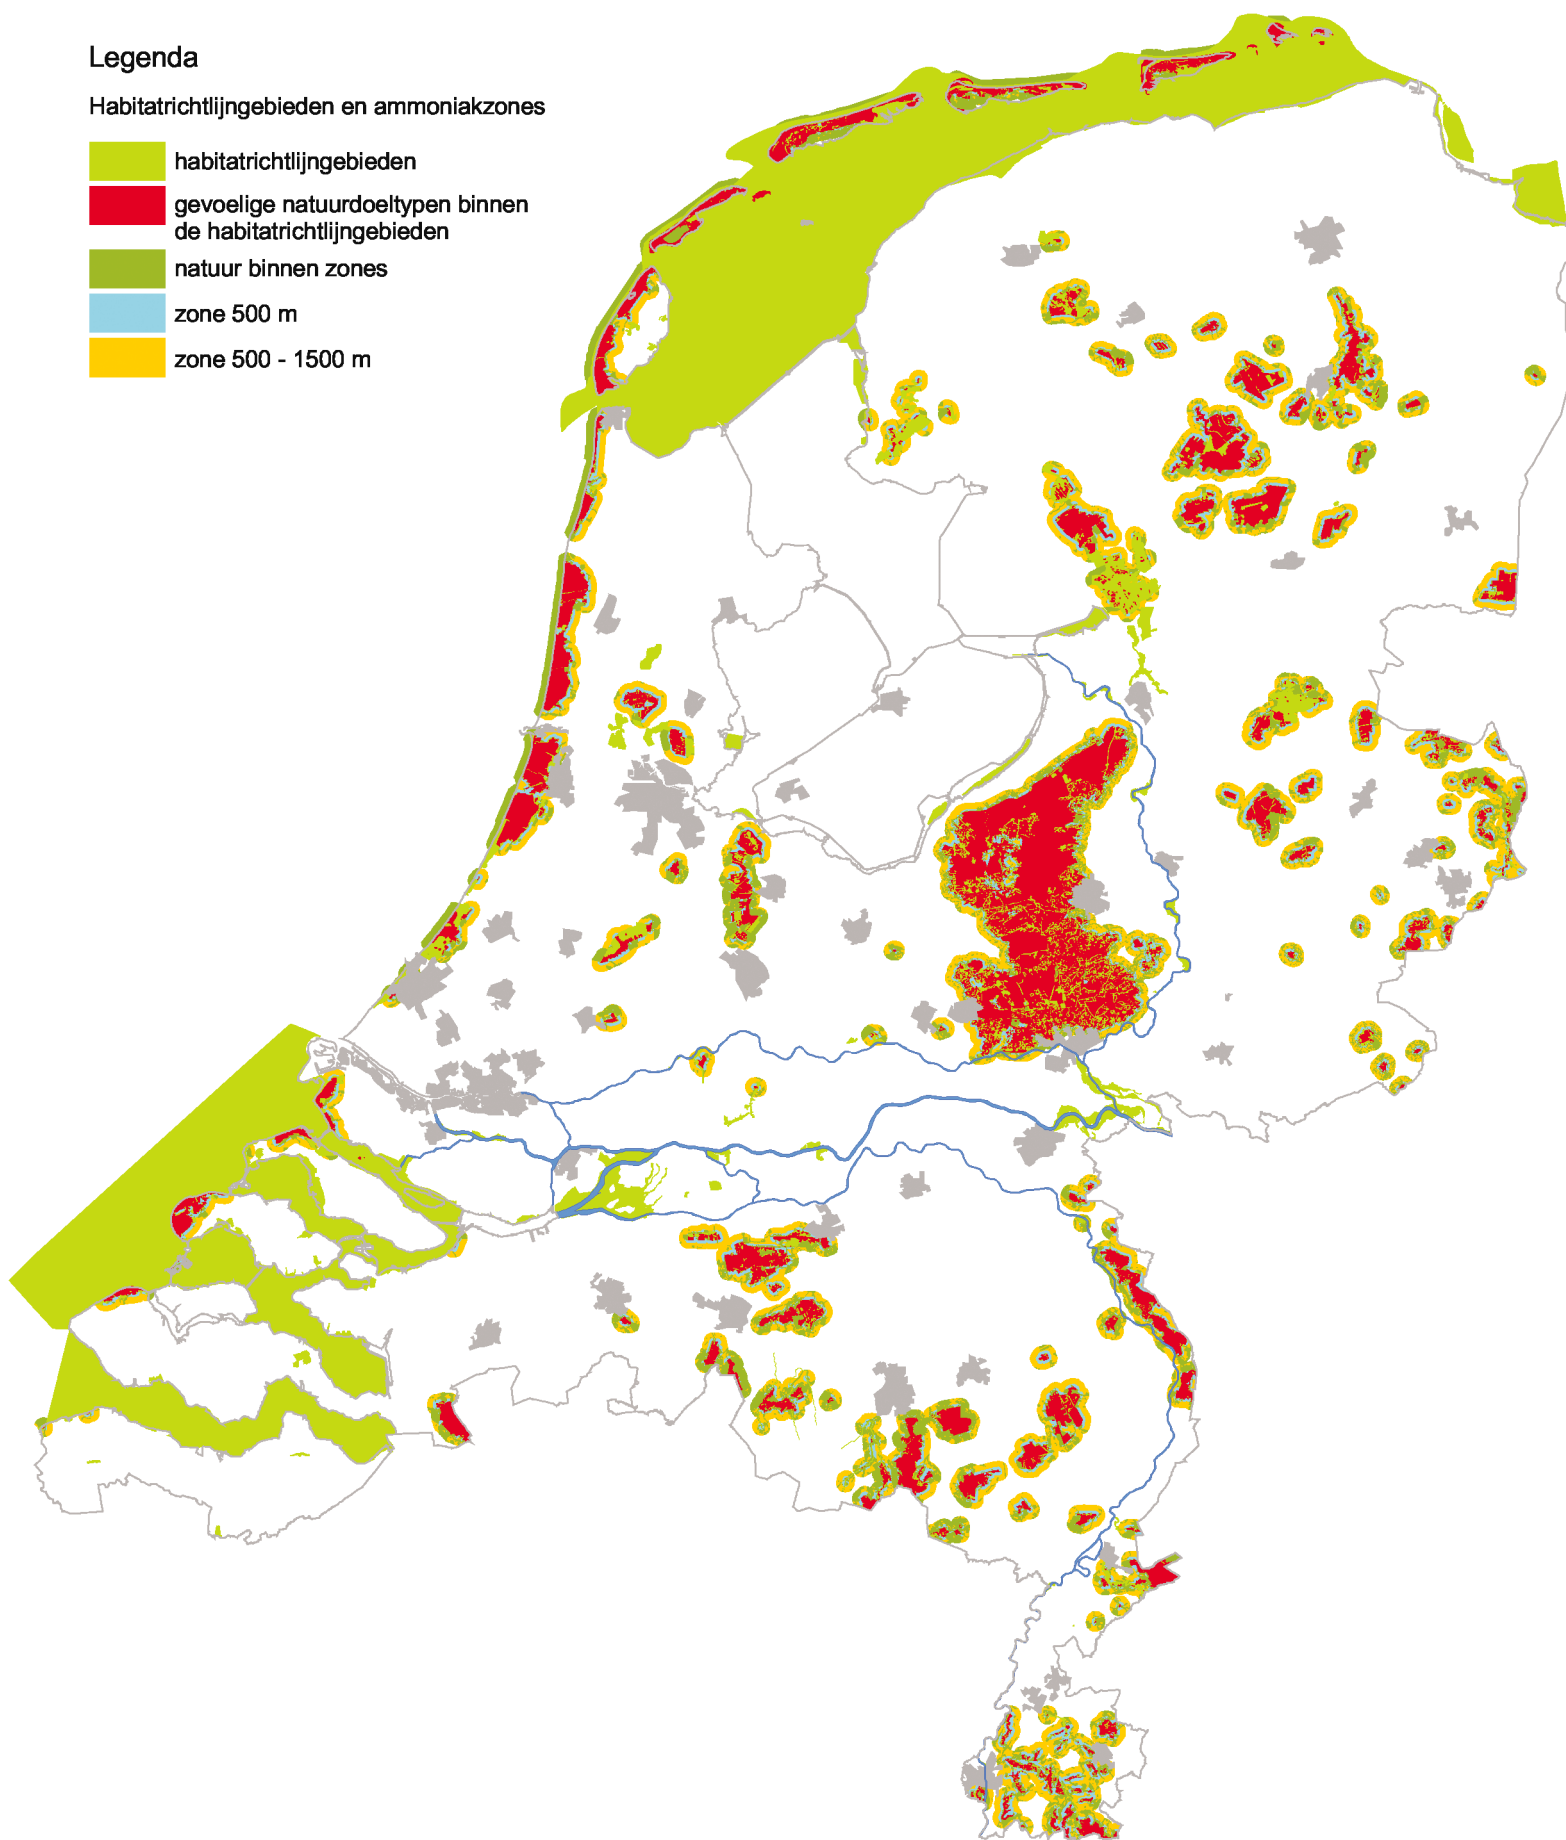 Legenda
Habitatrichtlijngebieden en ammoniakzones
habitatrichtlijngebieden
gevoelige natuurdoeltypen binnen
de habitatrichtlijngebieden
natuur binnen zones
zone 500 m
zone 500 - 1500 m